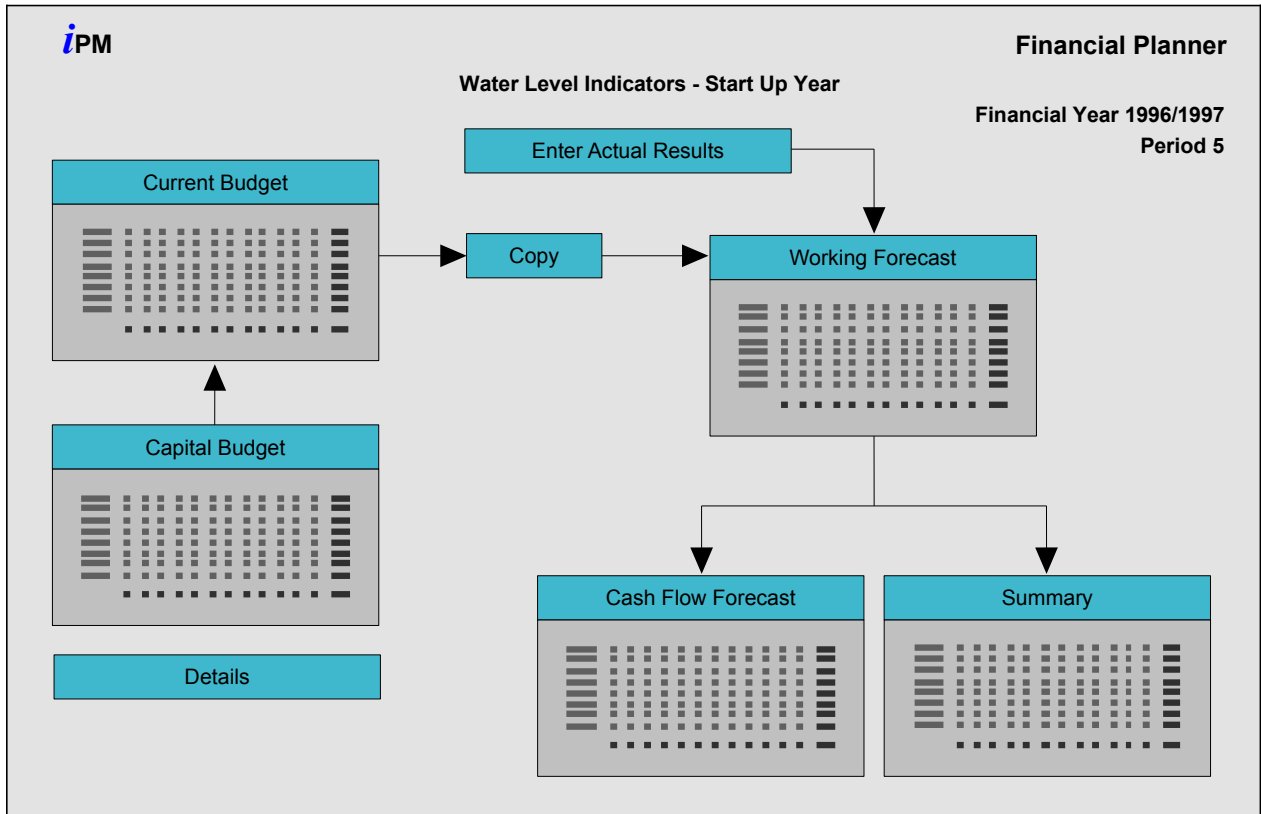 iPM
Financial Planner
Water Level Indicators - Start Up Year
Financial Year 1996/1997
Period 5
Enter Actual Results
Current Budget
Copy
Working Forecast
Capital Budget
Cash Flow Forecast
Summary
Details